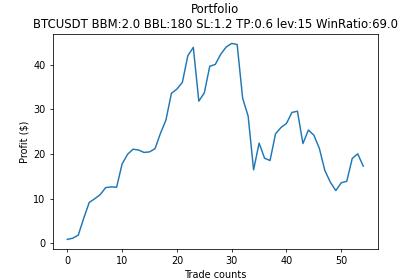 Portfolio
BTCUSDT BBM:2.0 BBL:180 SL:1.2 TP:0.6 lev:15 WinRatio:69.0
40
30
20
10
0
Profit ($)
0 10 20 30 40 50
Trade counts